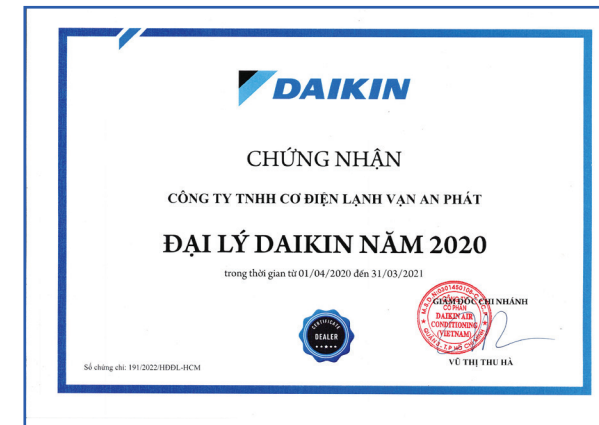 DAIKIN
CHỨNG NHẬN
CÔNG TY TNHH CƠ ĐIỆN LẠNH VẠN AN PHÁT
ĐẠI LÝ DAIKIN NĂM 2020
trong thời gian từ 01/04/2020 đến 31/03/2021
GIÁM ĐỐC CHI NHÁNH
CỔ PHẦN
DAIKIN AIR
CONDITIONING
(VIETNAM)
CERTIFICATE
DEALER
VŨ THỊ THU HÀ
Số chứng chỉ: 191/2022/HĐĐL-HCM